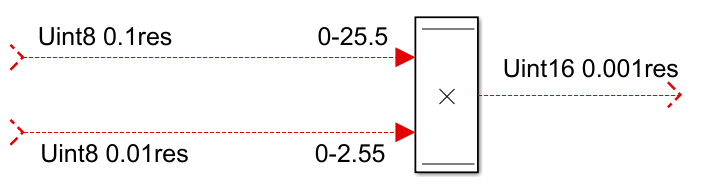 Uint8 0.1res 0-25.5
Uint16 0.001res
×
Uint8 0.01res 0-2.55